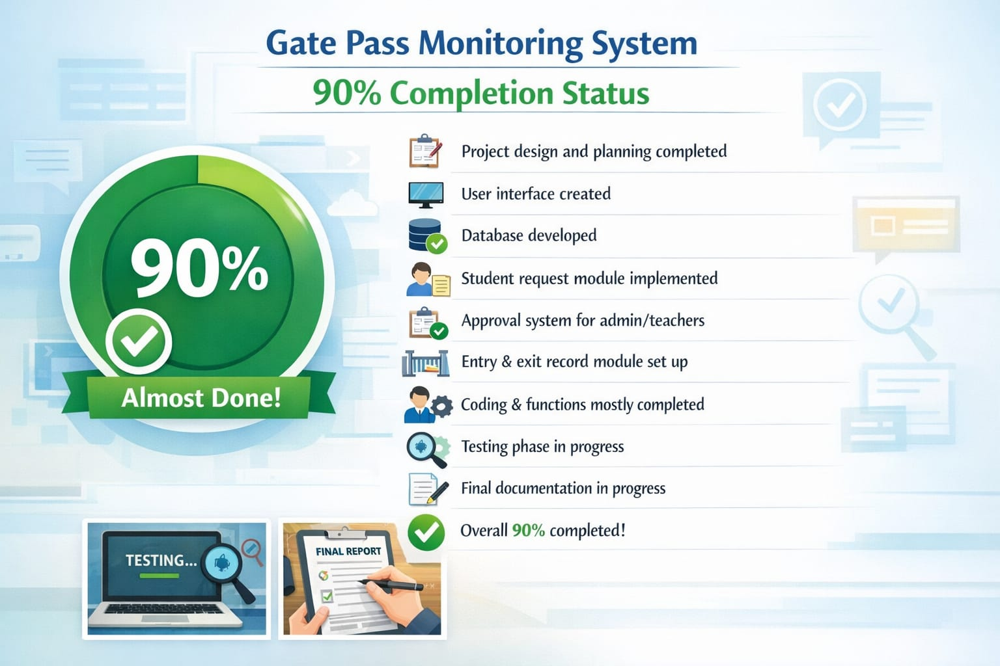 Gate Pass Monitoring System
90% Completion Status
90%
Almost Done!
Project design and planning completed
User interface created
Database developed
Student request module implemented
Approval system for admin/teachers
Entry & exit record module set up
Coding & functions mostly completed
Testing phase in progress
Final documentation in progress
Overall 90% completed!
TESTING...
FINAL REPORT